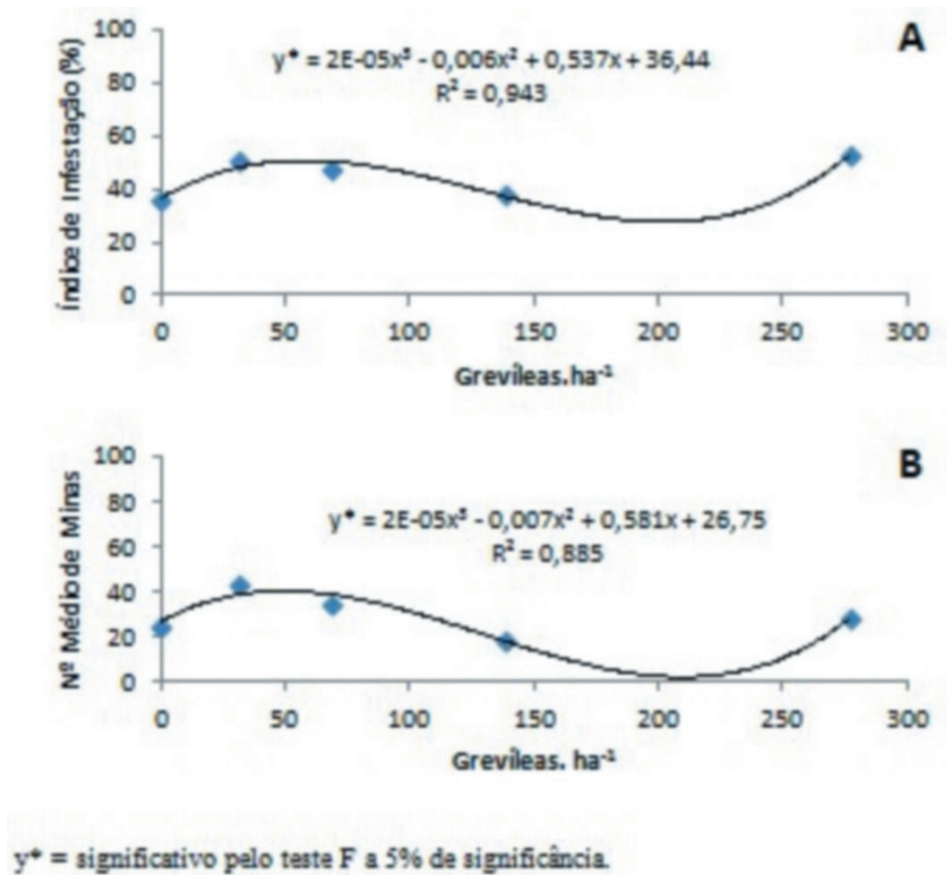 A
y* = 2E-05x³ - 0,006x² + 0,537x + 36,44
R² = 0,943
Índice de Infestação (%)
100
80
60
40
20
0
0 50 100 150 200 250 300
Grevíleas.ha⁻¹
B
y* = 2E-05x³ - 0,007x² + 0,581x + 26,75
R² = 0,885
Nº Médio de Minas
100
80
60
40
20
0
0 50 100 150 200 250 300
Grevíleas. ha⁻¹
y* = significativo pelo teste F a 5% de significância.